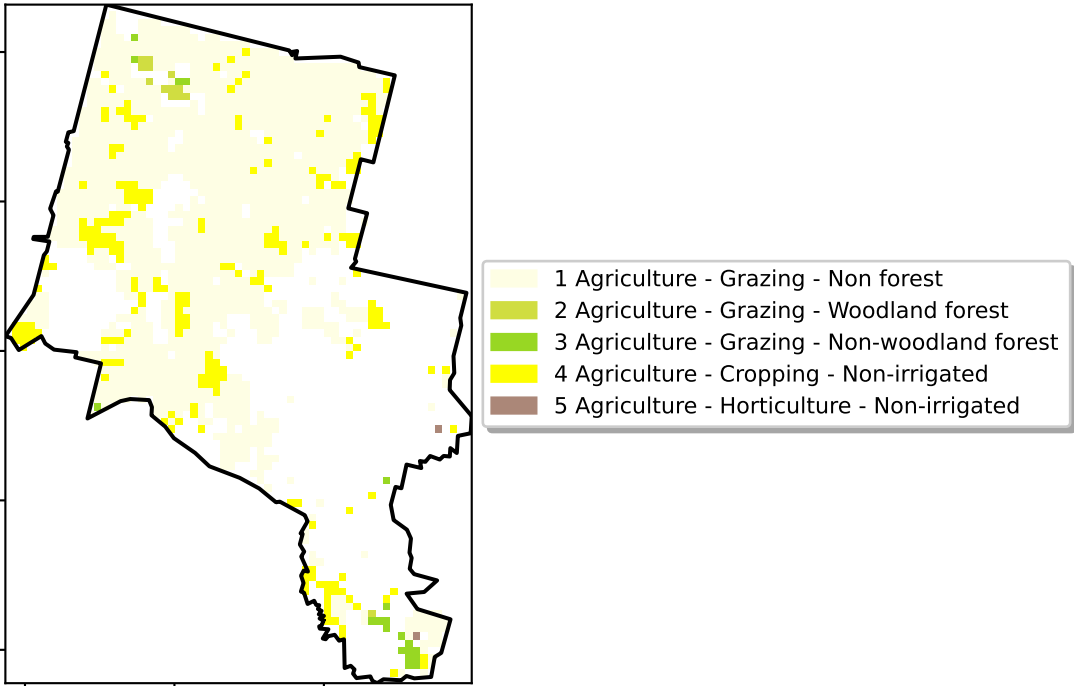 1 Agriculture - Grazing - Non forest
2 Agriculture - Grazing - Woodland forest
3 Agriculture - Grazing - Non-woodland forest
4 Agriculture - Cropping - Non-irrigated
5 Agriculture - Horticulture - Non-irrigated